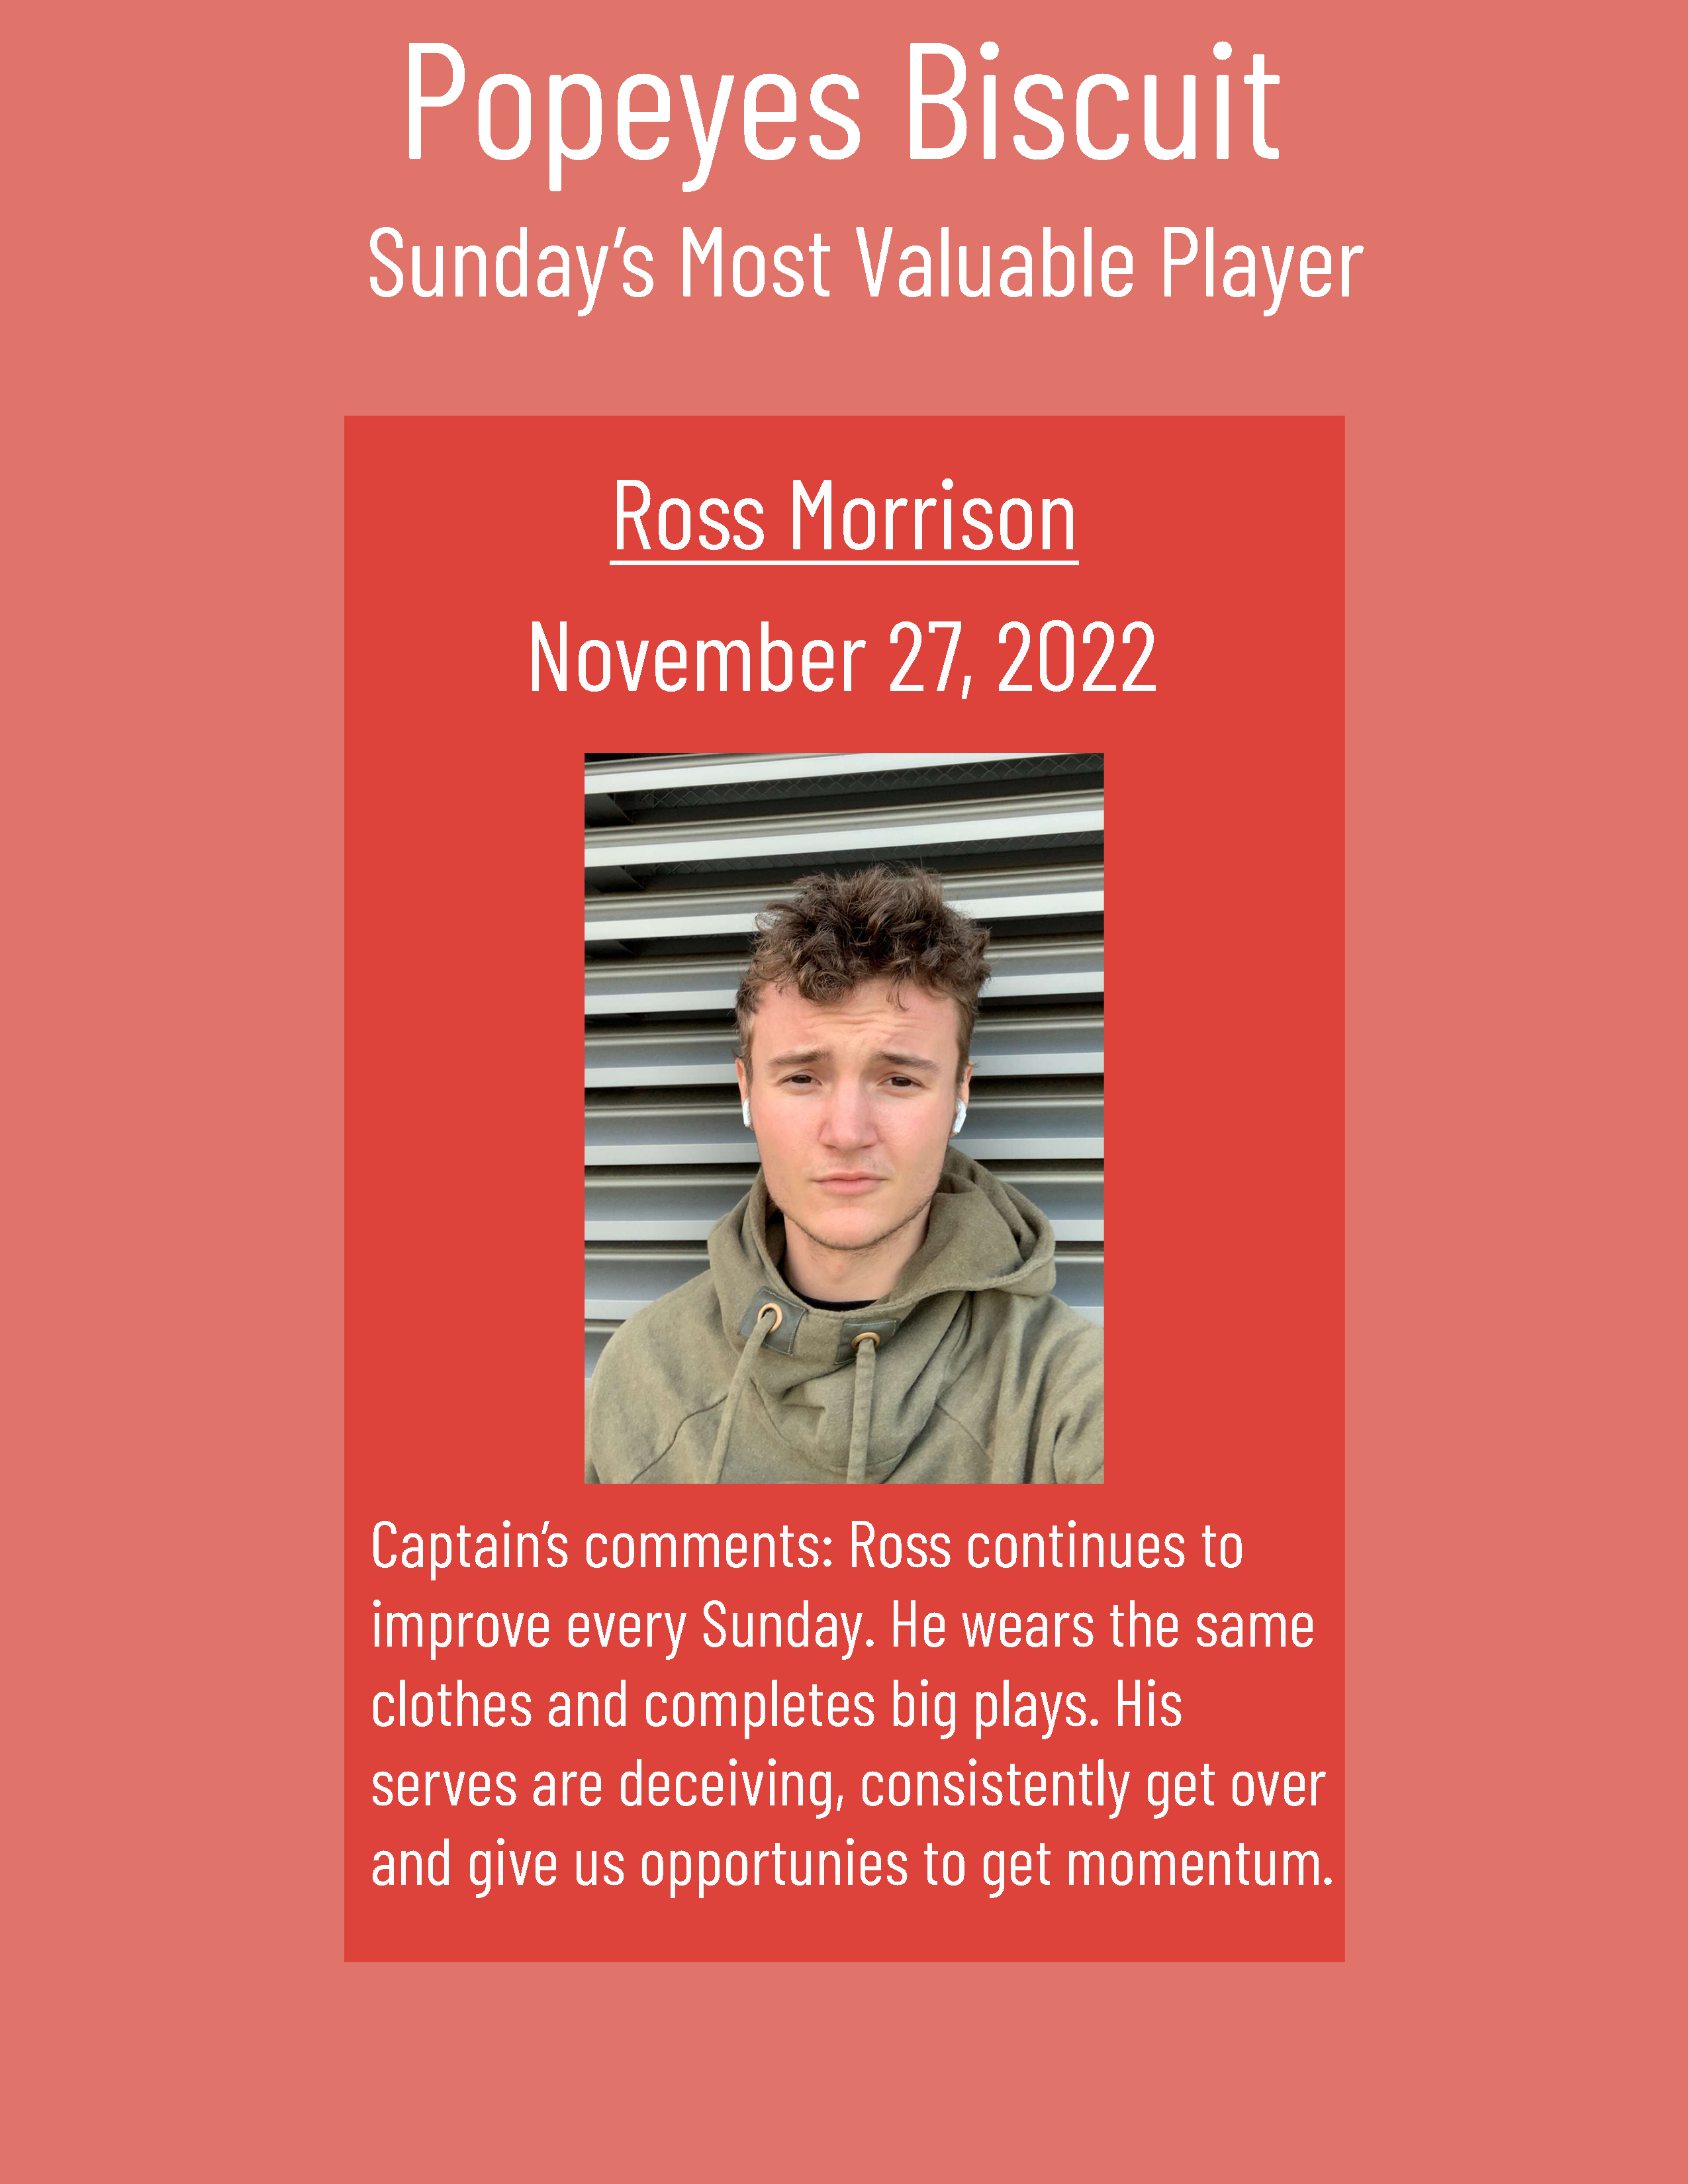 Popeyes Biscuit
Sunday’s Most Valuable Player
Ross Morrison
November 27, 2022
Captain’s comments: Ross continues to
improve every Sunday. He wears the same
clothes and completes big plays. His
serves are deceiving, consistently get over
and give us opportunies to get momentum.